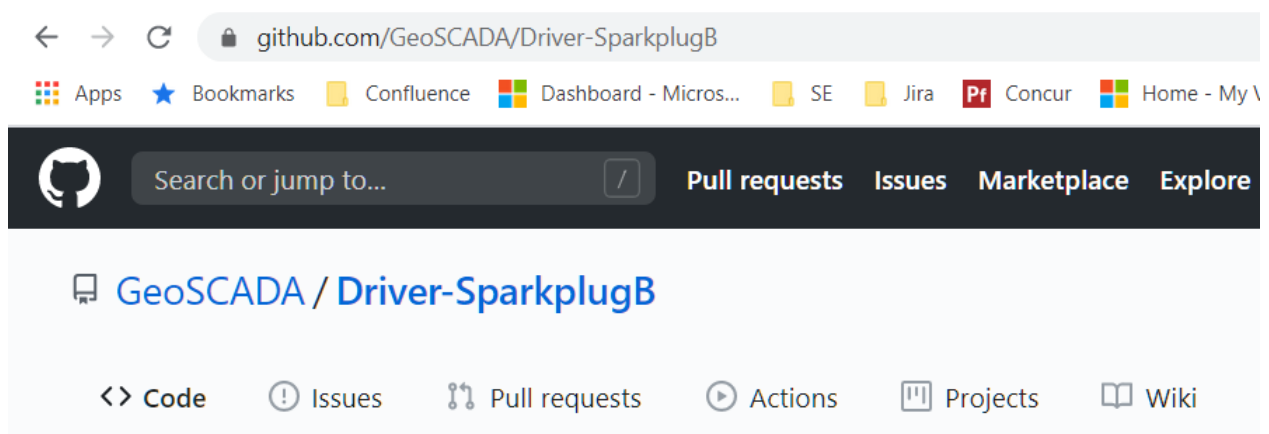 github.com/GeoSCADA/Driver-SparkplugB
Apps Bookmarks Confluence Dashboard - Micros... SE Jira Pf Concur Home - My V
Search or jump to... / Pull requests Issues Marketplace Explore
GeoSCADA / Driver-SparkplugB
<> Code Issues Pull requests Actions Projects Wiki